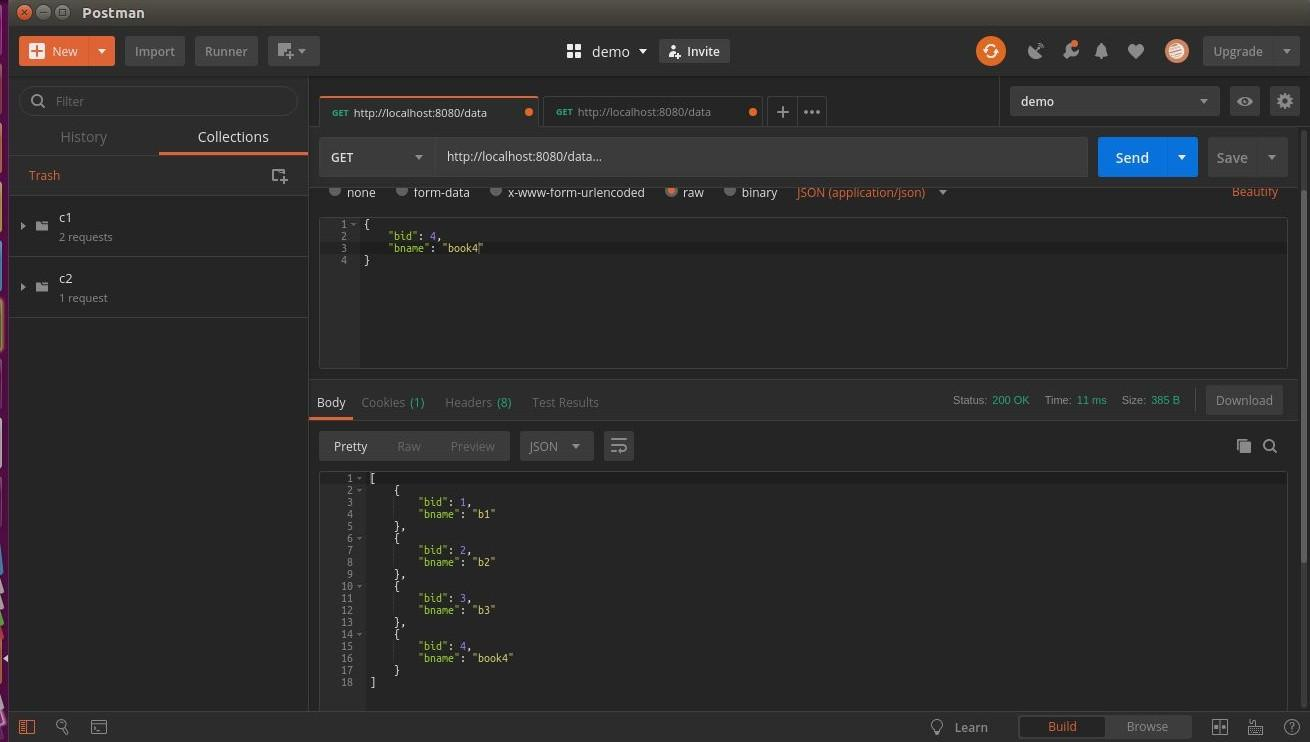 Postman
New Import Runner demo Invite Upgrade
Filter
History Collections
Trash
c1
2 requests
c2
1 request
GET http://localhost:8080/data GET http://localhost:8080/data demo
GET http://localhost:8080/data... Send Save
none form-data x-www-form-urlencoded raw binary JSON (application/json) Beautify
1 {
2 "bid": 4,
3 "bname": "book4"
4 }
Body Cookies (1) Headers (8) Test Results Status: 200 OK Time: 11 ms Size: 385 B Download
Pretty Raw Preview JSON
1 [
2 {
3 "bid": 1,
4 "bname": "b1"
5 },
6 {
7 "bid": 2,
8 "bname": "b2"
9 },
10 {
11 "bid": 3,
12 "bname": "b3"
13 },
14 {
15 "bid": 4,
16 "bname": "book4"
17 }
18 ]
Learn Build Browse